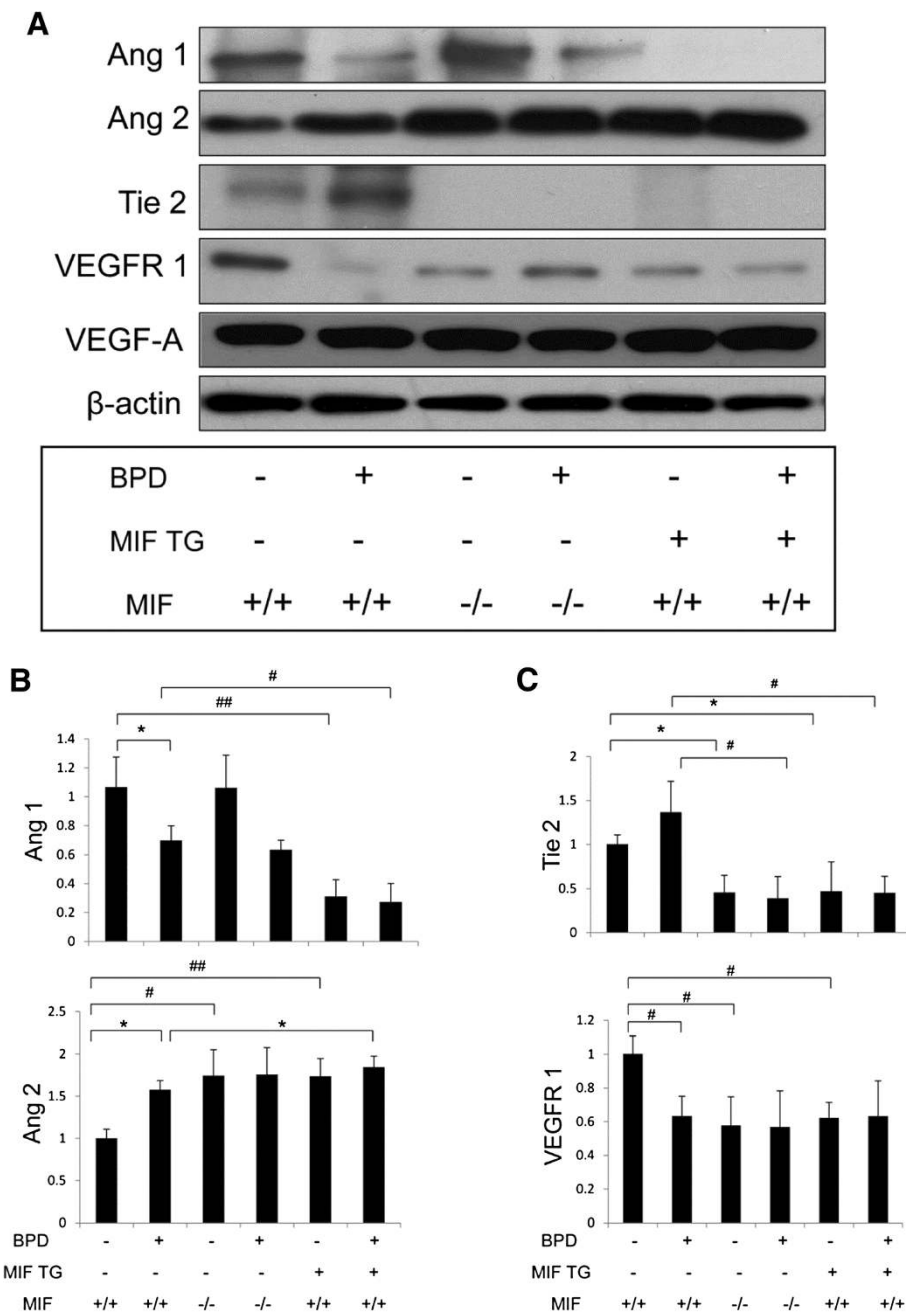 A
Ang 1
Ang 2
Tie 2
VEGFR 1
VEGF-A
β-actin
BPD - + - + - +
MIF TG - - - - + +
MIF +/+ +/+ -/- -/- +/+ +/+
B
#
##
*
1.4
1.2
1
0.8
0.6
0.4
0.2
0
Ang 1
##
#
* *
2.5
2
1.5
1
0.5
0
Ang 2
BPD - + - + - +
MIF TG - - - - + +
MIF +/+ +/+ -/- -/- +/+ +/+
C
#
*
*
#
2
1.5
1
0.5
0
Tie 2
#
#
#
1.2
1
0.8
0.6
0.4
0.2
0
VEGFR 1
BPD - + - + - +
MIF TG - - - - + +
MIF +/+ +/+ -/- -/- +/+ +/+